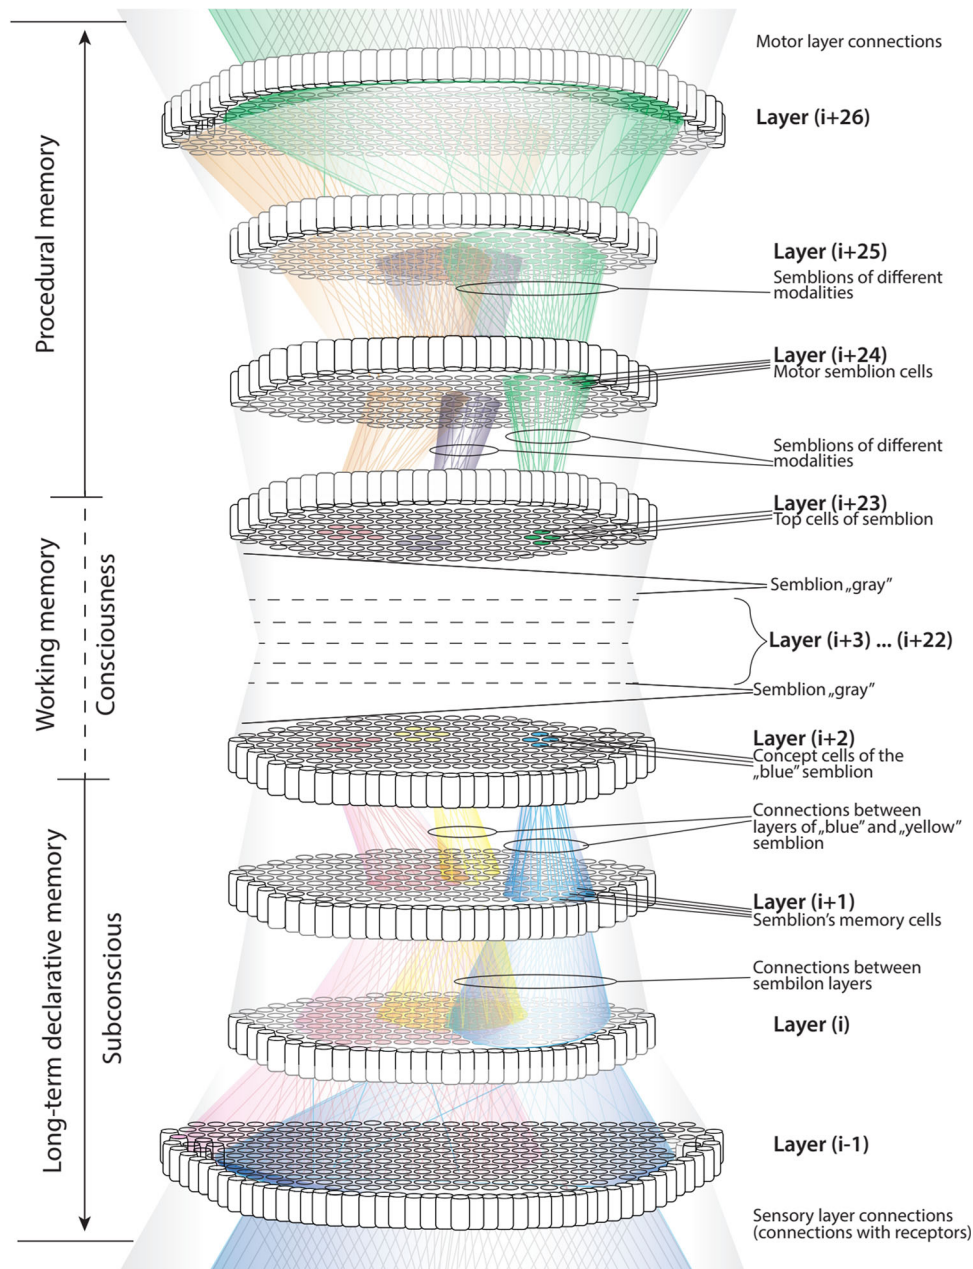 Motor layer connections
Layer (i+26)
Procedural memory
Layer (i+25)
Semblions of different
modalities
Layer (i+24)
Motor semblion cells
Semblions of different
modalities
Layer (i+23)
Top cells of semblion
Working memory
Consciousness
Semblion „gray”
Layer (i+3) ... (i+22)
Semblion „gray”
Layer (i+2)
Concept cells of the
„blue” semblion
Connections between
layers of „blue” and „yellow”
semblion
Long-term declarative memory
Subconscious
Layer (i+1)
Semblion's memory cells
Connections between
sembilon layers
Layer (i)
Layer (i-1)
Sensory layer connections
(connections with receptors)